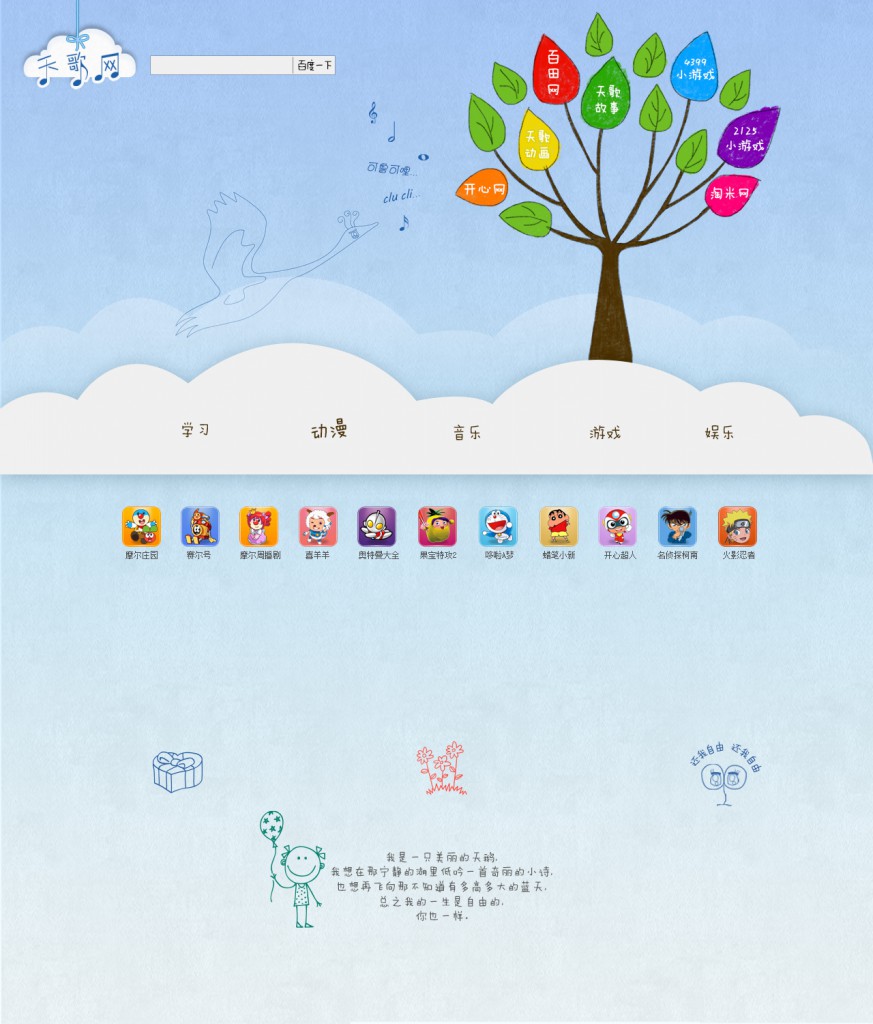 天歌网
百度一下
可鲁可哩...
clu cli...
百田网
天歌故事
4399
小游戏
天歌
动画
2125
小游戏
开心网
淘米网
学习
动漫
音乐
游戏
娱乐
摩尔庄园
赛尔号
摩尔周播剧
喜羊羊
奥特曼大全
果宝特攻2
哆啦A梦
蜡笔小新
开心超人
名侦探柯南
火影忍者
还我自由 还我自由
我是一只美丽的天鹅,
我想在那宁静的湖里低吟一首奇丽的小诗,
也想再飞向那不知道有多高多大的蓝天,
总之我的一生是自由的,
你也一样。